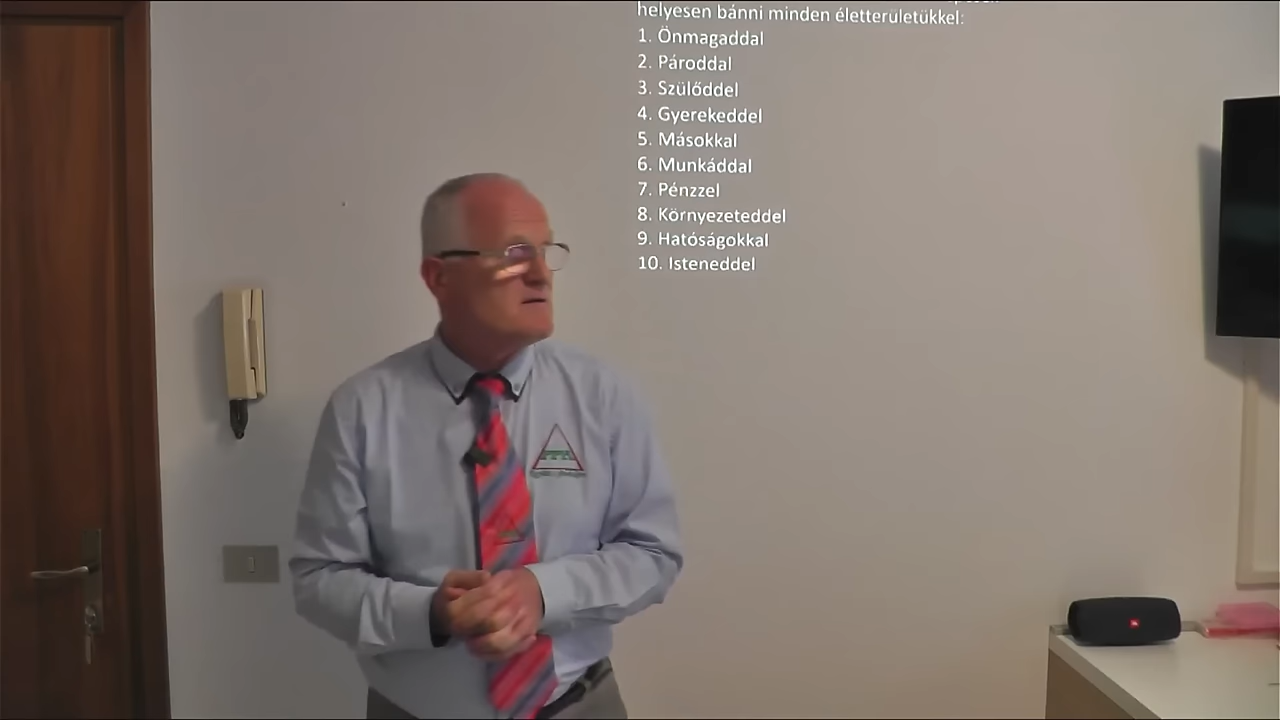 helyesen bánni minden életterületükkel:
1. Önmagaddal
2. Pároddal
3. Szülőddel
4. Gyerekeddel
5. Másokkal
6. Munkáddal
7. Pénzzel
8. Környezeteddel
9. Hatóságokkal
10. Isteneddel